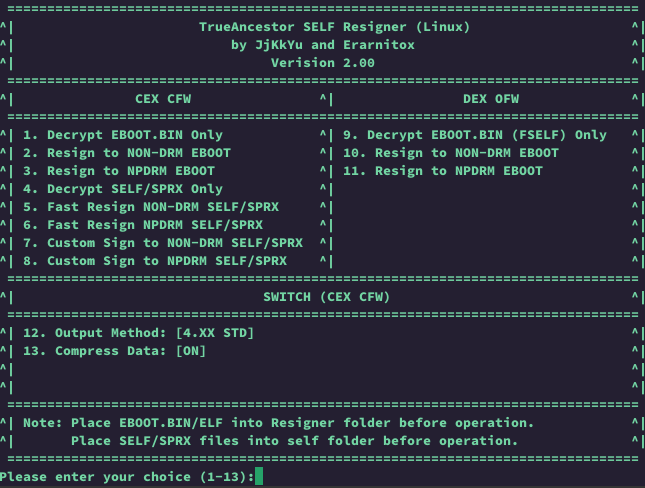 ===============================================================================
^|                       TrueAncestor SELF Resigner (Linux)                     ^|
^|                           by JjKkYu and Erarnitox                            ^|
^|                                Verision 2.00                                 ^|
===============================================================================
^|               CEX CFW                ^|                DEX OFW               ^|
===============================================================================
^| 1. Decrypt EBOOT.BIN Only            ^| 9. Decrypt EBOOT.BIN (FSELF) Only   ^|
^| 2. Resign to NON-DRM EBOOT           ^| 10. Resign to NON-DRM EBOOT         ^|
^| 3. Resign to NPDRM EBOOT             ^| 11. Resign to NPDRM EBOOT           ^|
^| 4. Decrypt SELF/SPRX Only            ^|                                     ^|
^| 5. Fast Resign NON-DRM SELF/SPRX     ^|                                     ^|
^| 6. Fast Resign NPDRM SELF/SPRX       ^|                                     ^|
^| 7. Custom Sign to NON-DRM SELF/SPRX  ^|                                     ^|
^| 8. Custom Sign to NPDRM SELF/SPRX    ^|                                     ^|
===============================================================================
^|                               SWITCH (CEX CFW)                              ^|
===============================================================================
^| 12. Output Method: [4.XX STD]                                               ^|
^| 13. Compress Data: [ON]                                                     ^|
^|                                                                             ^|
^|                                                                             ^|
===============================================================================
^| Note: Place EBOOT.BIN/ELF into Resigner folder before operation.            ^|
^|       Place SELF/SPRX files into self folder before operation.              ^|
===============================================================================
Please enter your choice (1-13):